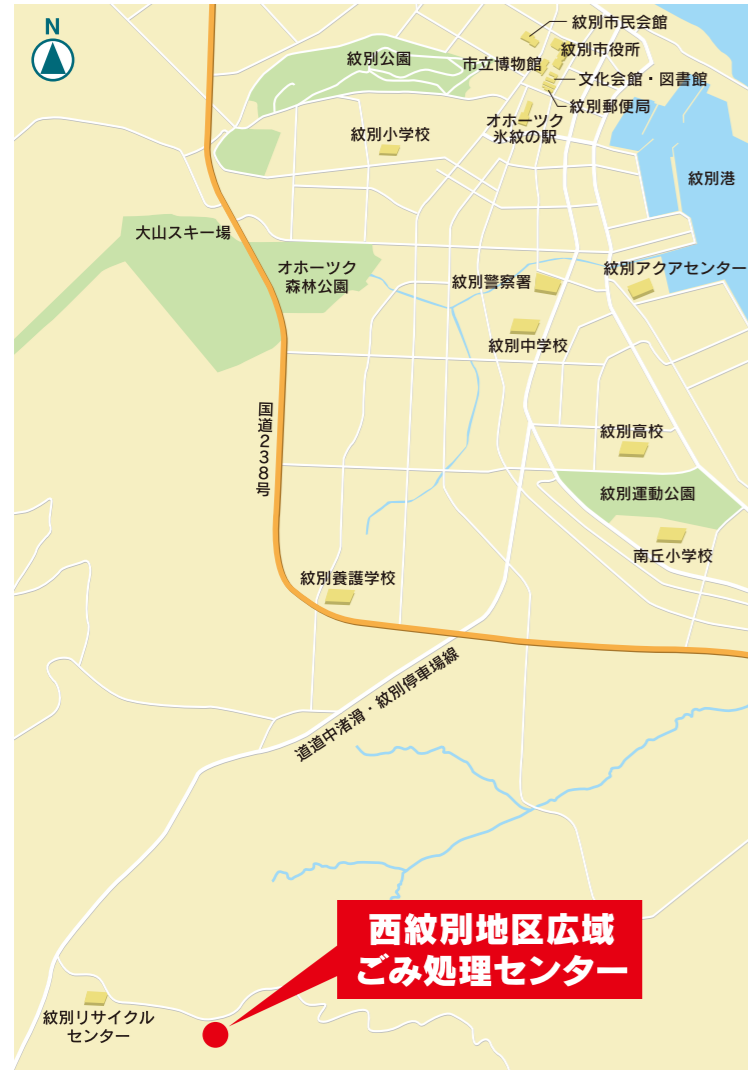 N
紋別市民会館
紋別市役所
市立博物館
文化会館・図書館
紋別郵便局
オホーツク
氷紋の駅
紋別公園
紋別小学校
紋別港
大山スキー場
オホーツク
森林公園
紋別警察署
紋別アクアセンター
紋別中学校
国道238号
紋別高校
紋別運動公園
南丘小学校
紋別養護学校
道道中渚滑・紋別停車場線
西紋別地区広域
ごみ処理センター
紋別リサイクル
センター